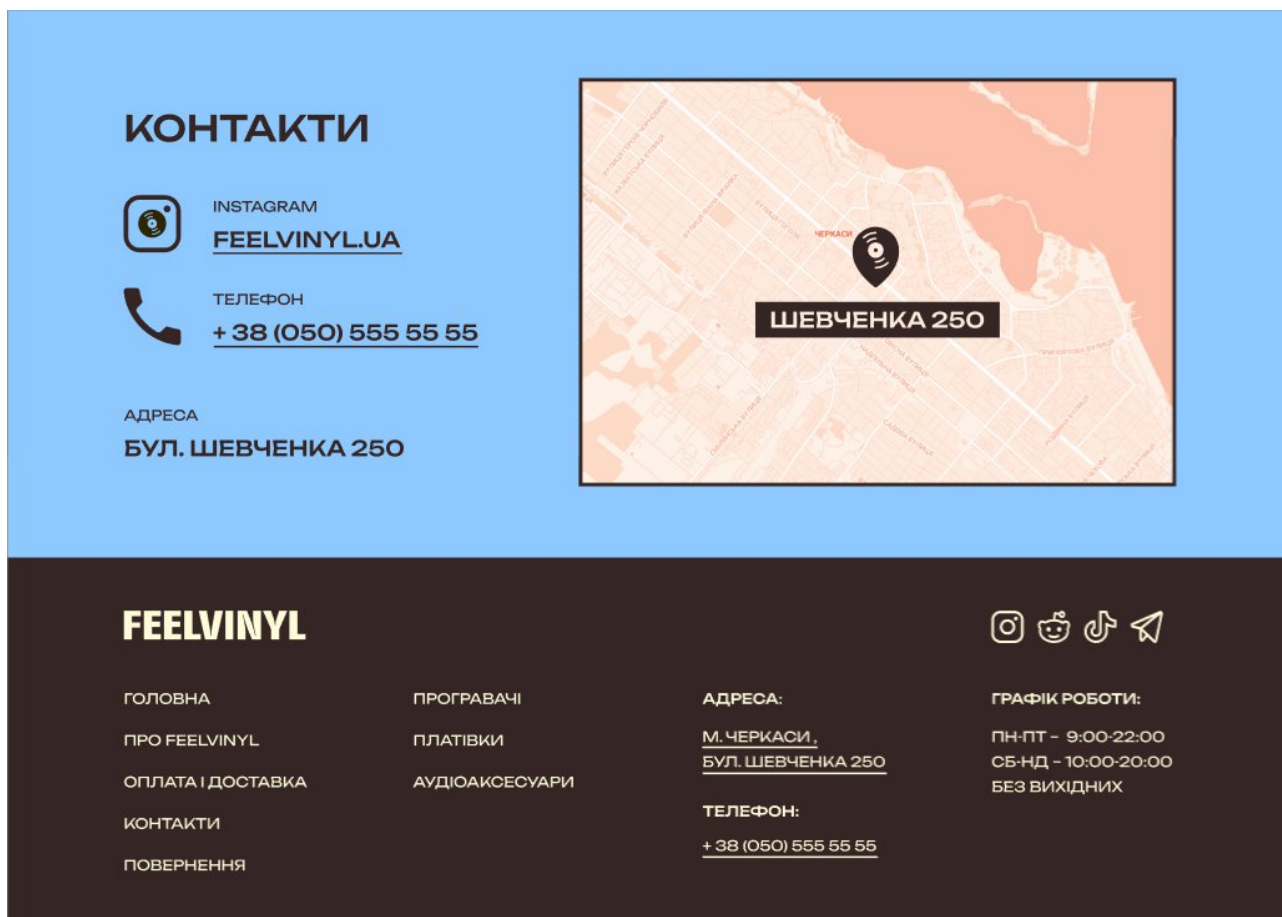 КОНТАКТИ
INSTAGRAM
FEELVINYL.UA
ТЕЛЕФОН
+ 38 (050) 555 55 55
АДРЕСА
БУЛ. ШЕВЧЕНКА 250
ЧЕРКАСИ
ШЕВЧЕНКА 250
САДОВА ВУЛИЦЯ
FEELVINYL
ГОЛОВНА
ПРО FEELVINYL
ОПЛАТА І ДОСТАВКА
КОНТАКТИ
ПОВЕРНЕННЯ
ПРОГРАВАЧІ
ПЛАТІВКИ
АУДІОАКСЕСУАРИ
АДРЕСА:
М. ЧЕРКАСИ ,
БУЛ. ШЕВЧЕНКА 250
ТЕЛЕФОН:
+ 38 (050) 555 55 55
ГРАФІК РОБОТИ:
ПН-ПТ – 9:00-22:00
СБ-НД – 10:00-20:00
БЕЗ ВИХІДНИХ